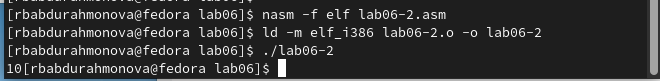 [rbabdurahmonova@fedora lab06]$ nasm -f elf lab06-2.asm
[rbabdurahmonova@fedora lab06]$ ld -m elf_i386 lab06-2.o -o lab06-2
[rbabdurahmonova@fedora lab06]$ ./lab06-2
10[rbabdurahmonova@fedora lab06]$